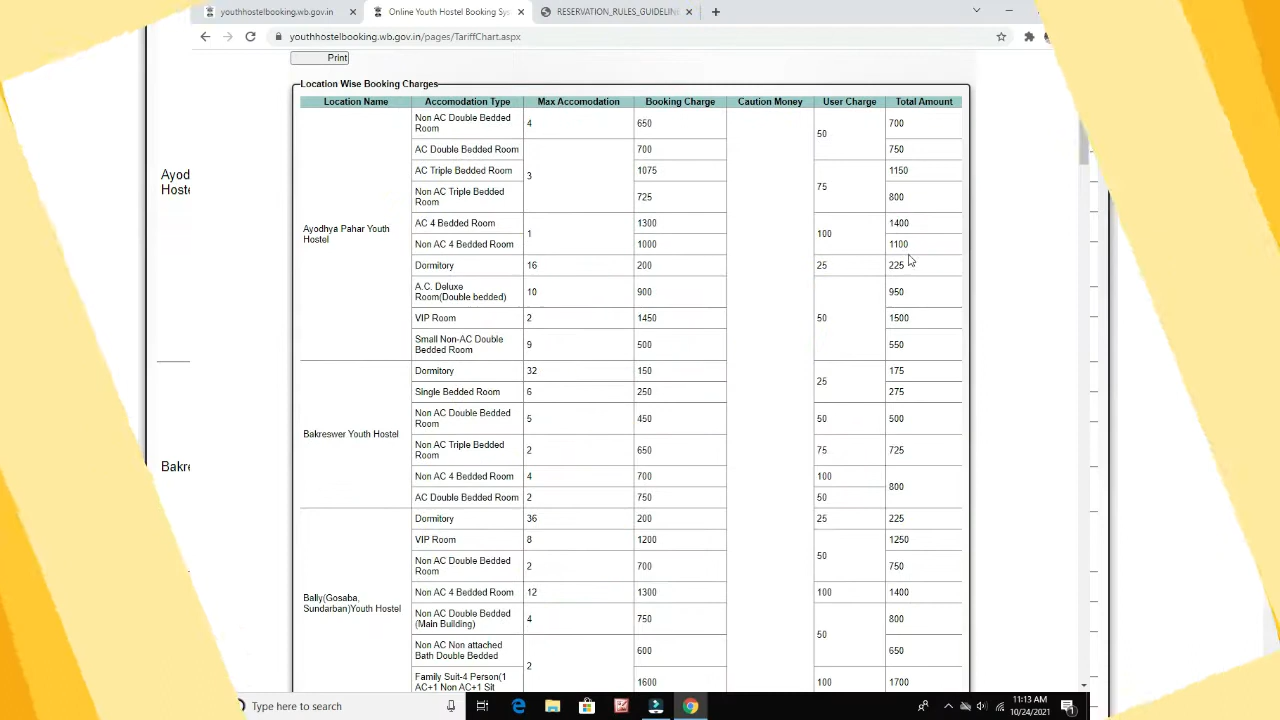 youthhostelbooking.wb.gov.in
Online Youth Hostel Booking Sys
RESERVATION_RULES_GUIDELIN
youthhostelbooking.wb.gov.in/pages/TariffChart.aspx
Print
Location Wise Booking Charges
Location Name Accomodation Type Max Accomodation Booking Charge Caution Money User Charge Total Amount
Ayodhya Pahar Youth
Hostel
Non AC Double Bedded
Room 4 650 50 700
AC Double Bedded Room 3 700 750
AC Triple Bedded Room 1075 75 1150
Non AC Triple Bedded
Room 725 800
AC 4 Bedded Room 1 1300 100 1400
Non AC 4 Bedded Room 1000 1100
Dormitory 16 200 25 225
A.C. Deluxe
Room(Double bedded) 10 900 50 950
VIP Room 2 1450 1500
Small Non-AC Double
Bedded Room 9 500 550
Bakreswer Youth Hostel
Dormitory 32 150 25 175
Single Bedded Room 6 250 275
Non AC Double Bedded
Room 5 450 50 500
Non AC Triple Bedded
Room 2 650 75 725
Non AC 4 Bedded Room 4 700 100 800
AC Double Bedded Room 2 750 50
Bally(Gosaba,
Sundarban)Youth Hostel
Dormitory 36 200 25 225
VIP Room 8 1200 50 1250
Non AC Double Bedded
Room 2 700 750
Non AC 4 Bedded Room 12 1300 100 1400
Non AC Double Bedded
(Main Building) 4 750 50 800
Non AC Non attached
Bath Double Bedded 2 600 650
Family Suit-4 Person(1
AC+1 Non AC+1 Sit 1600 100 1700
Ayod
Hoste
Bakre
Type here to search
11:13 AM
10/24/2021